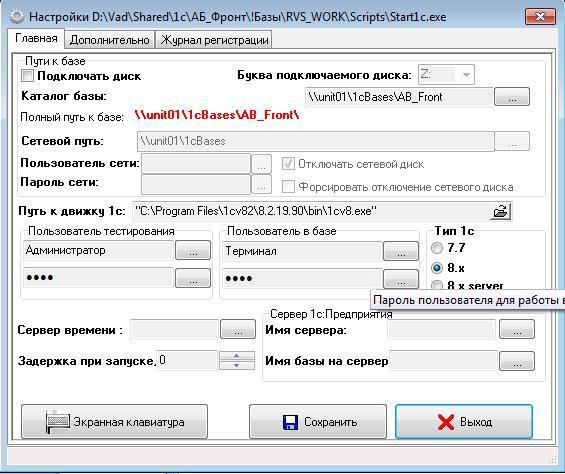 Настройки D:\Vad\Shared\1c\АБ_Фронт\!Базы\RVS_WORK\Scripts\Start1c.exe
Главная Дополнительно Журнал регистрации
Пути к базе
Подключать диск Буква подключаемого диска: Z:
Каталог базы: \\unit01\1cBases\AB_Front ...
Полный путь к базе: \\unit01\1cBases\AB_Front\
Сетевой путь: \\unit01\1cBases ...
Пользователь сети: ... Отключать сетевой диск
Пароль сети: ... Форсировать отключение сетевого диска
Путь к движку 1с: "C:\Program Files\1cv82\8.2.19.90\bin\1cv8.exe"
Пользователь тестирования Пользователь в базе Тип 1с
Администратор ... Терминал ... 7.7
•••• ... •••• ... 8.x
8.x server
Пароль пользователя для работы в
Сервер 1с:Предприятия
Сервер времени : ... Имя сервера: ...
Задержка при запуске, 0 Имя базы на сервер ...
Экранная клавиатура Сохранить Выход